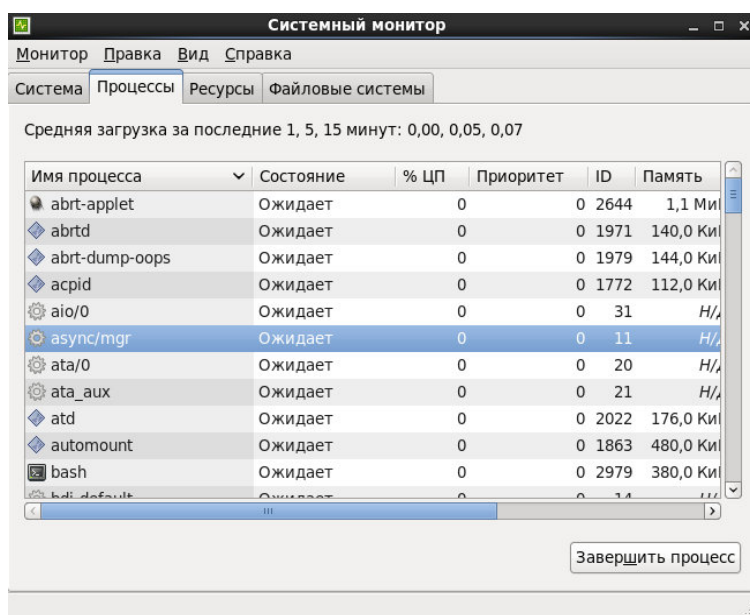 Системный монитор
Монитор Правка Вид Справка
Система Процессы Ресурсы Файловые системы
Средняя загрузка за последние 1, 5, 15 минут: 0,00, 0,05, 0,07
Имя процесса Состояние % ЦП Приоритет ID Память
abrt-applet Ожидает 0 0 2644 1,1 Ми
abrtd Ожидает 0 0 1971 140,0 Ки
abrt-dump-oops Ожидает 0 0 1979 144,0 Ки
acpid Ожидает 0 0 1772 112,0 Ки
aio/0 Ожидает 0 0 31 Н/
async/mgr Ожидает 0 0 11 Н/
ata/0 Ожидает 0 0 20 Н/
ata_aux Ожидает 0 0 21 Н/
atd Ожидает 0 0 2022 176,0 Ки
automount Ожидает 0 0 1863 480,0 Ки
bash Ожидает 0 0 2979 380,0 Ки
bdi-default Ожидает 0 0 14
Завершить процесс